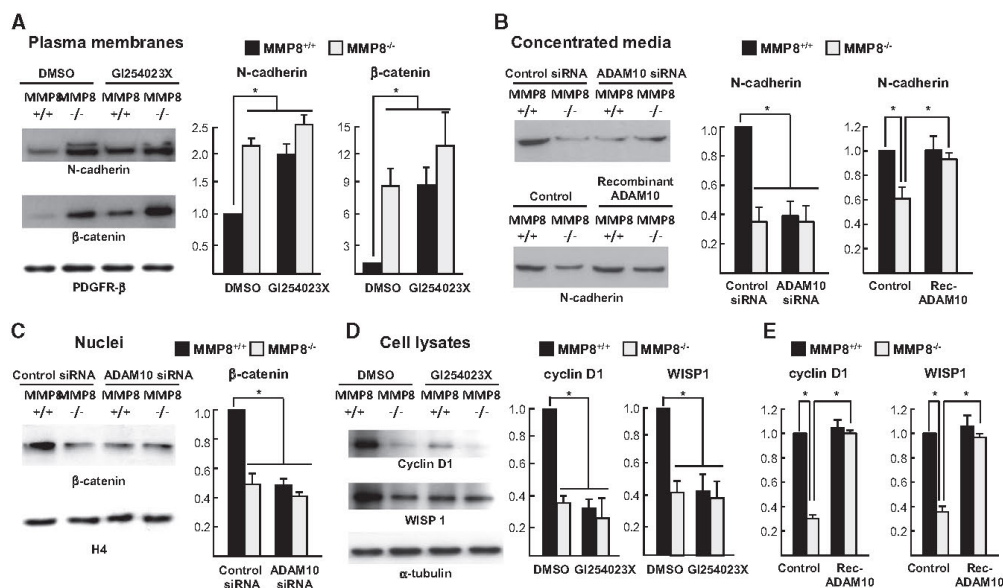 A
Plasma membranes
DMSO GI254023X
MMP8 MMP8 MMP8 MMP8
+/+ -/- +/+ -/-
N-cadherin
β-catenin
PDGFR-β
MMP8+/+ MMP8-/-
N-cadherin
*
2.5
2.0
1.5
1.0
0.5
DMSO GI254023X
β-catenin
*
15
12
9
6
3
DMSO GI254023X
B
Concentrated media
Control siRNA ADAM10 siRNA
MMP8 MMP8 MMP8 MMP8
+/+ -/- +/+ -/-
Control Recombinant
ADAM10
MMP8 MMP8 MMP8 MMP8
+/+ -/- +/+ -/-
N-cadherin
MMP8+/+ MMP8-/-
N-cadherin
*
1.0
0.8
0.6
0.4
0.2
Control ADAM10
siRNA siRNA
N-cadherin
* *
1.2
1.0
0.8
0.6
0.4
0.2
Control Rec-
ADAM10
C
Nuclei
Control siRNA ADAM10 siRNA
MMP8 MMP8 MMP8 MMP8
+/+ -/- +/+ -/-
β-catenin
H4
MMP8+/+ MMP8-/-
β-catenin
*
1.0
0.8
0.6
0.4
0.2
Control ADAM10
siRNA siRNA
D
Cell lysates
DMSO GI254023X
MMP8 MMP8 MMP8 MMP8
+/+ -/- +/+ -/-
Cyclin D1
WISP 1
α-tubulin
MMP8+/+ MMP8-/-
cyclin D1
*
1.0
0.8
0.6
0.4
0.2
DMSO GI254023X
WISP1
*
1.0
0.8
0.6
0.4
0.2
DMSO GI254023X
E
MMP8+/+ MMP8-/-
cyclin D1
* *
1.2
1.0
0.8
0.6
0.4
0.2
Control Rec-
ADAM10
WISP1
* *
1.2
1.0
0.8
0.6
0.4
0.2
Control Rec-
ADAM10